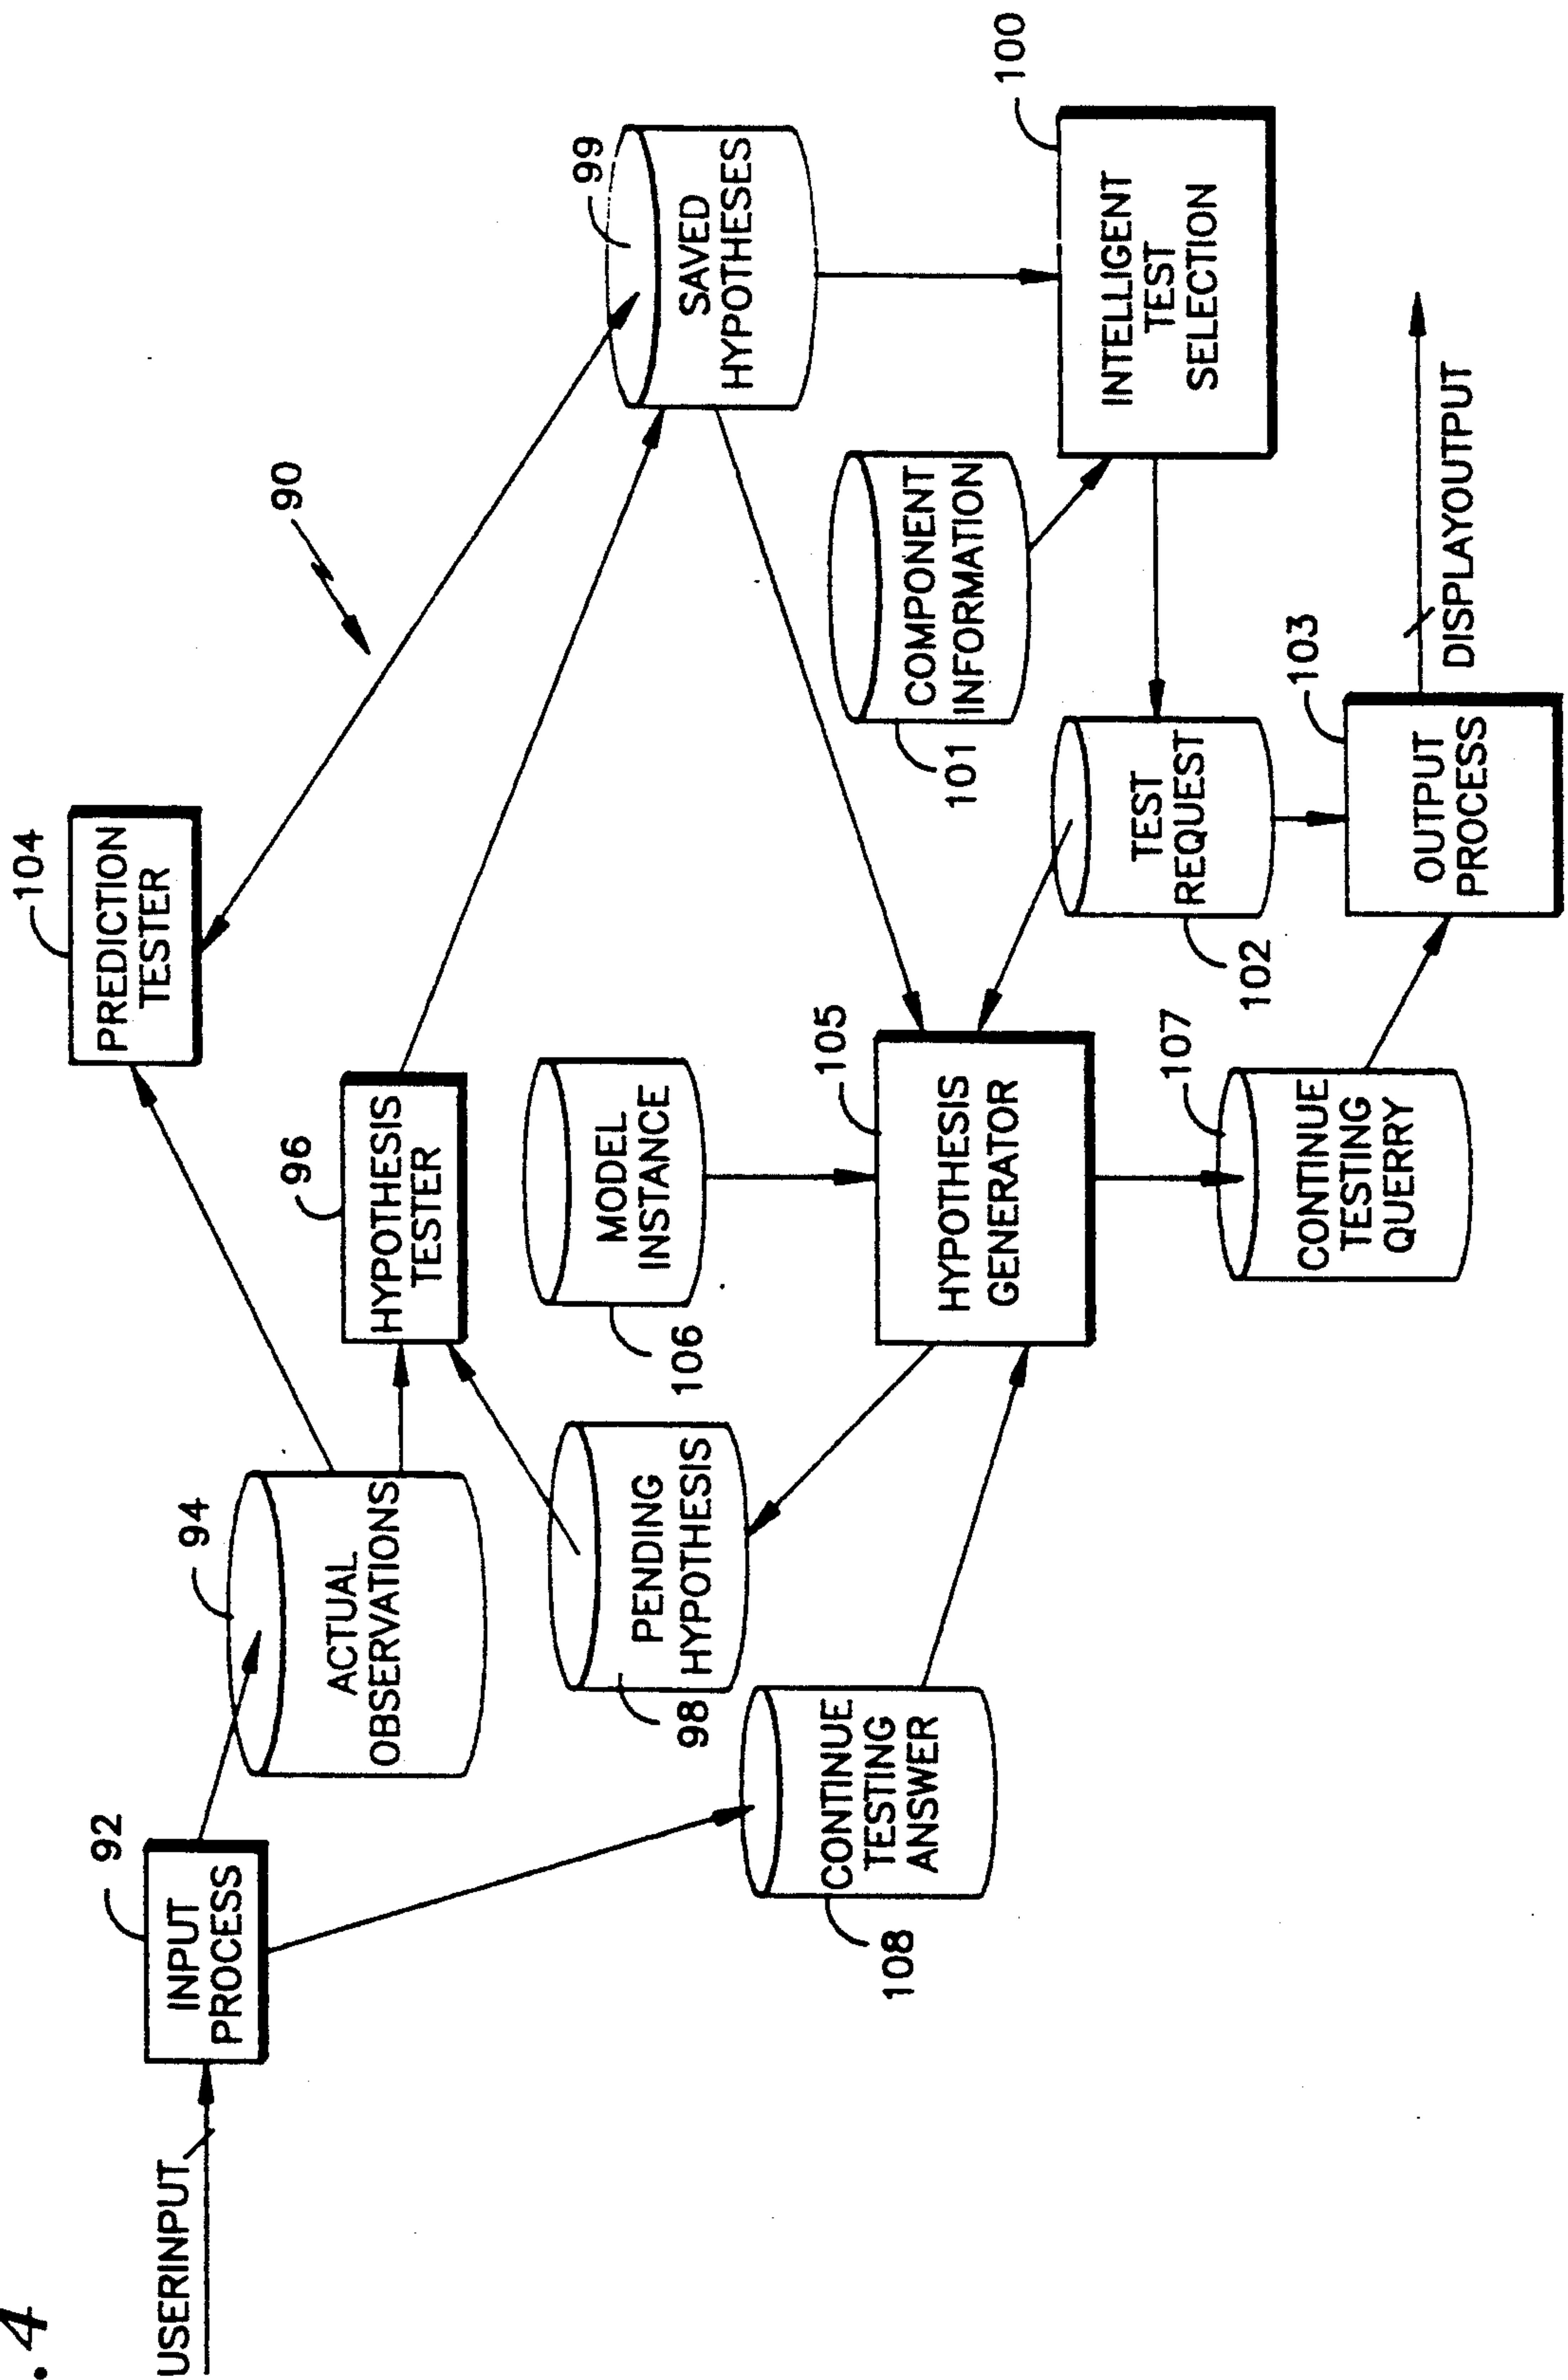 .4
90
USERINPUT
92
INPUT
PROCESS
94
ACTUAL
OBSERVATIONS
104
PREDICTION
TESTER
96
HYPOTHESIS
TESTER
99
SAVED
HYPOTHESES
98
PENDING
HYPOTHESIS
106
MODEL
INSTANCE
108
CONTINUE
TESTING
ANSWER
105
HYPOTHESIS
GENERATOR
101
COMPONENT
INFORMATION
100
INTELLIGENT
TEST
SELECTION
102
TEST
REQUEST
107
CONTINUE
TESTING
QUERRY
103
OUTPUT
PROCESS
DISPLAYOUTPUT